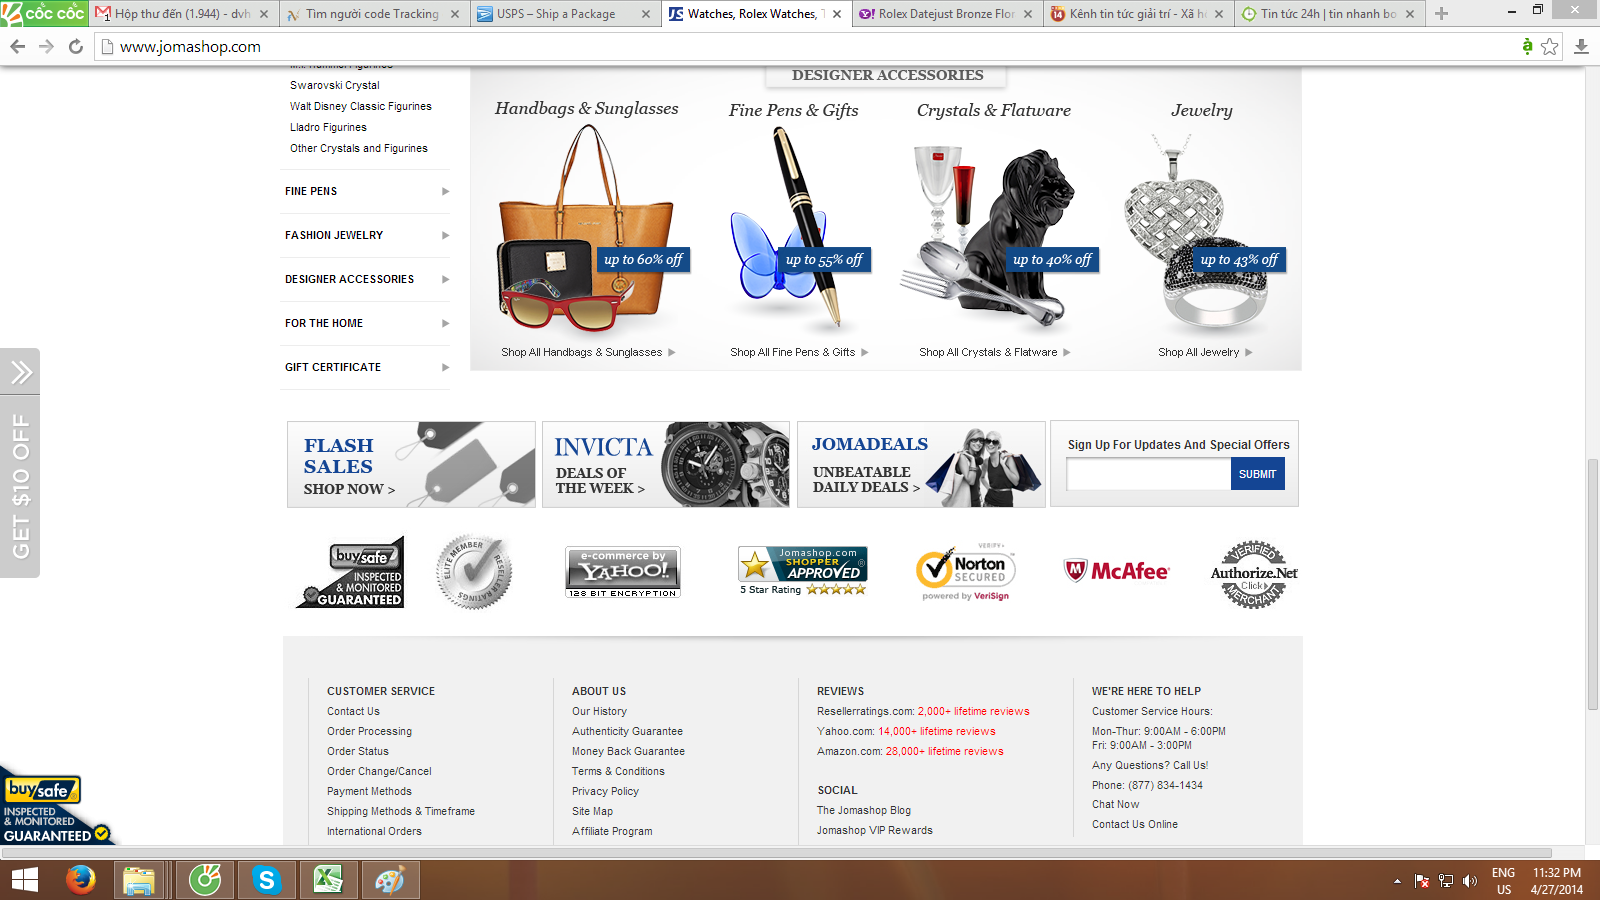 CỐC CỐC
Hộp thư đến (1.944) - dvh
Tìm người code Tracking
USPS – Ship a Package
Watches, Rolex Watches, T
Rolex Datejust Bronze Flor
Kênh tin tức giải trí - Xã h
Tin tức 24h | tin nhanh bo
www.jomashop.com
Swarovski Crystal
Walt Disney Classic Figurines
Lladro Figurines
Other Crystals and Figurines
FINE PENS
FASHION JEWELRY
DESIGNER ACCESSORIES
FOR THE HOME
GIFT CERTIFICATE
DESIGNER ACCESSORIES
Handbags & Sunglasses
up to 60% off
Shop All Handbags & Sunglasses
Fine Pens & Gifts
up to 55% off
Shop All Fine Pens & Gifts
Crystals & Flatware
up to 40% off
Shop All Crystals & Flatware
Jewelry
up to 43% off
Shop All Jewelry
GET $10 OFF
FLASH
SALES
SHOP NOW >
INVICTA
DEALS OF
THE WEEK >
JOMADEALS
UNBEATABLE
DAILY DEALS >
Sign Up For Updates And Special Offers
SUBMIT
buySafe
INSPECTED
& MONITORED
GUARANTEED
ELITE MEMBER
RESELLER RATINGS
e-commerce by
YAHOO!
128 BIT ENCRYPTION
Jomashop.com
SHOPPER
APPROVED
5 Star Rating
VERIFY
Norton
SECURED
powered by VeriSign
McAfee
VERIFIED
Authorize.Net
Click
MERCHANT
CUSTOMER SERVICE
Contact Us
Order Processing
Order Status
Order Change/Cancel
Payment Methods
Shipping Methods & Timeframe
International Orders
ABOUT US
Our History
Authenticity Guarantee
Money Back Guarantee
Terms & Conditions
Privacy Policy
Site Map
Affiliate Program
REVIEWS
Resellerratings.com: 2,000+ lifetime reviews
Yahoo.com: 14,000+ lifetime reviews
Amazon.com: 28,000+ lifetime reviews
SOCIAL
The Jomashop Blog
Jomashop VIP Rewards
WE'RE HERE TO HELP
Customer Service Hours:
Mon-Thur: 9:00AM - 6:00PM
Fri: 9:00AM - 3:00PM
Any Questions? Call Us!
Phone: (877) 834-1434
Chat Now
Contact Us Online
buySafe
INSPECTED
& MONITORED
GUARANTEED
ENG
US
11:32 PM
4/27/2014